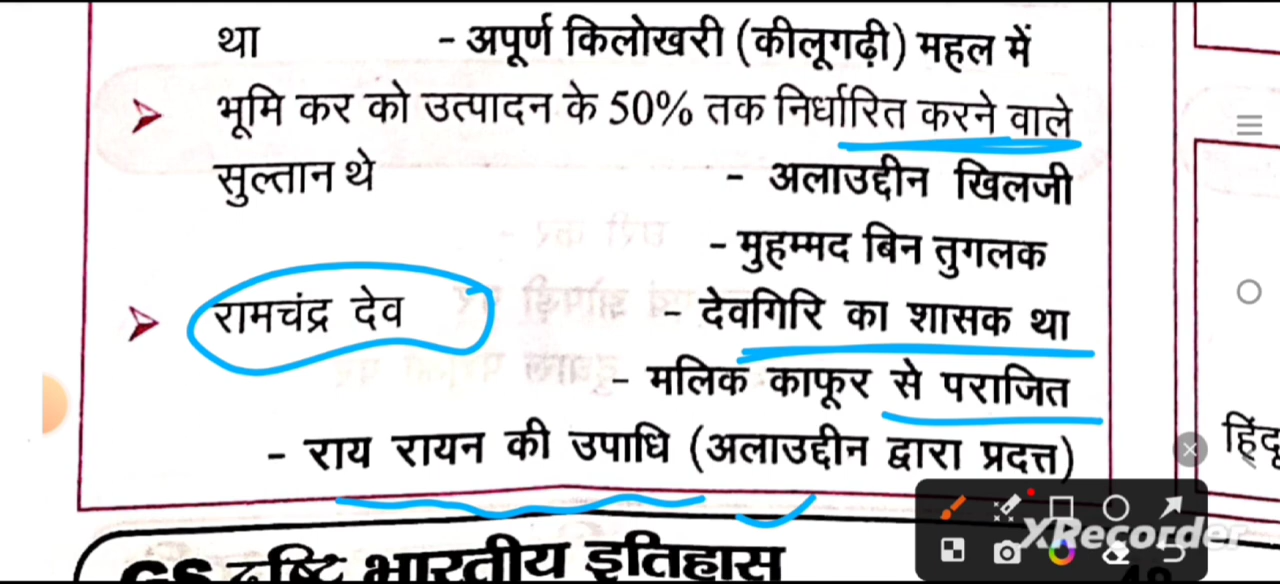 था - अपूर्ण किलोखरी (कीलूगढ़ी) महल में
भूमि कर को उत्पादन के 50% तक निर्धारित करने वाले
सुल्तान थे - अलाउद्दीन खिलजी
- मुहम्मद बिन तुगलक
रामचंद्र देव - देवगिरि का शासक था
- मलिक काफूर से पराजित
- राय रायन की उपाधि (अलाउद्दीन द्वारा प्रदत्त)
हिंदू
XRecorder
GS दृष्टि भारतीय इतिहास